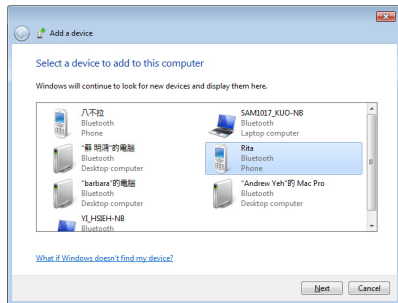 Add a device
Select a device to add to this computer
Windows will continue to look for new devices and display them here.
八不拉
Bluetooth
Phone
SAM1017_KUO-NB
Bluetooth
Laptop computer
"蘇 明清"的電腦
Bluetooth
Desktop computer
Rita
Bluetooth
Phone
"barbara"的電腦
Bluetooth
Desktop computer
"Andrew Yeh"的 Mac Pro
Bluetooth
Desktop computer
YI_HSIEH-NB
Bluetooth
What if Windows doesn't find my device?
Next
Cancel